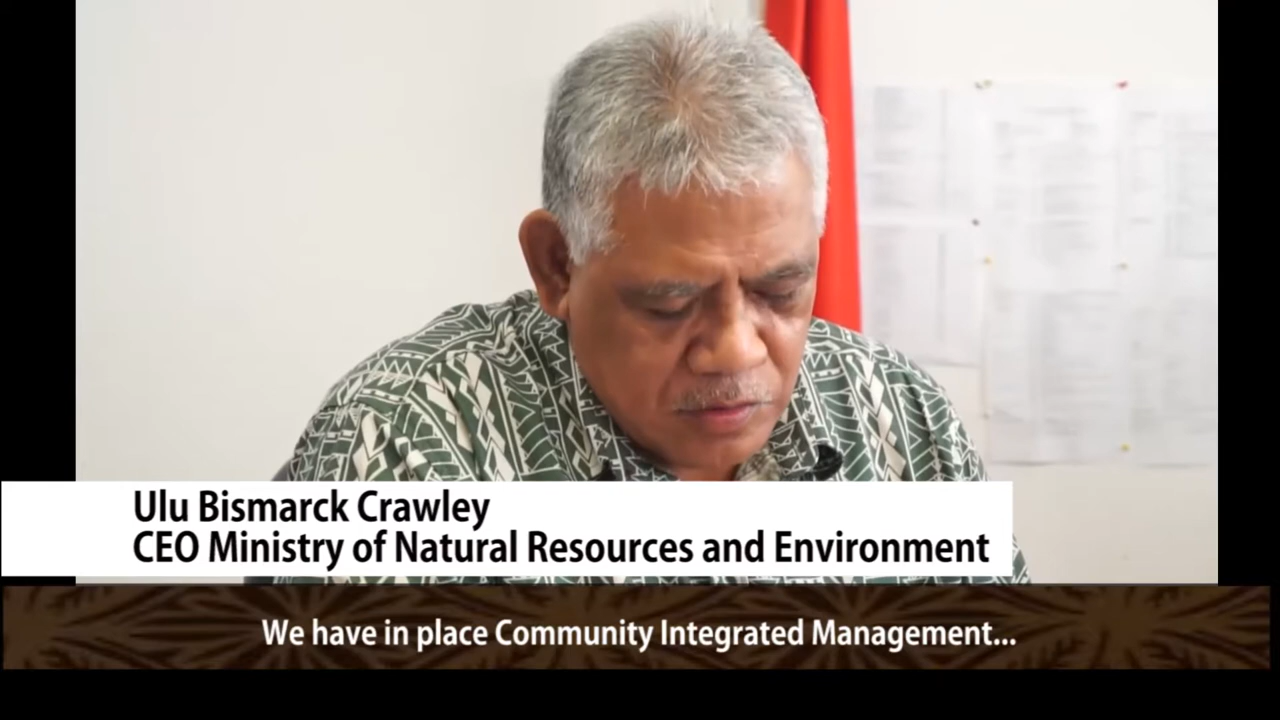 Ulu Bismarck Crawley
CEO Ministry of Natural Resources and Environment
We have in place Community Integrated Management...